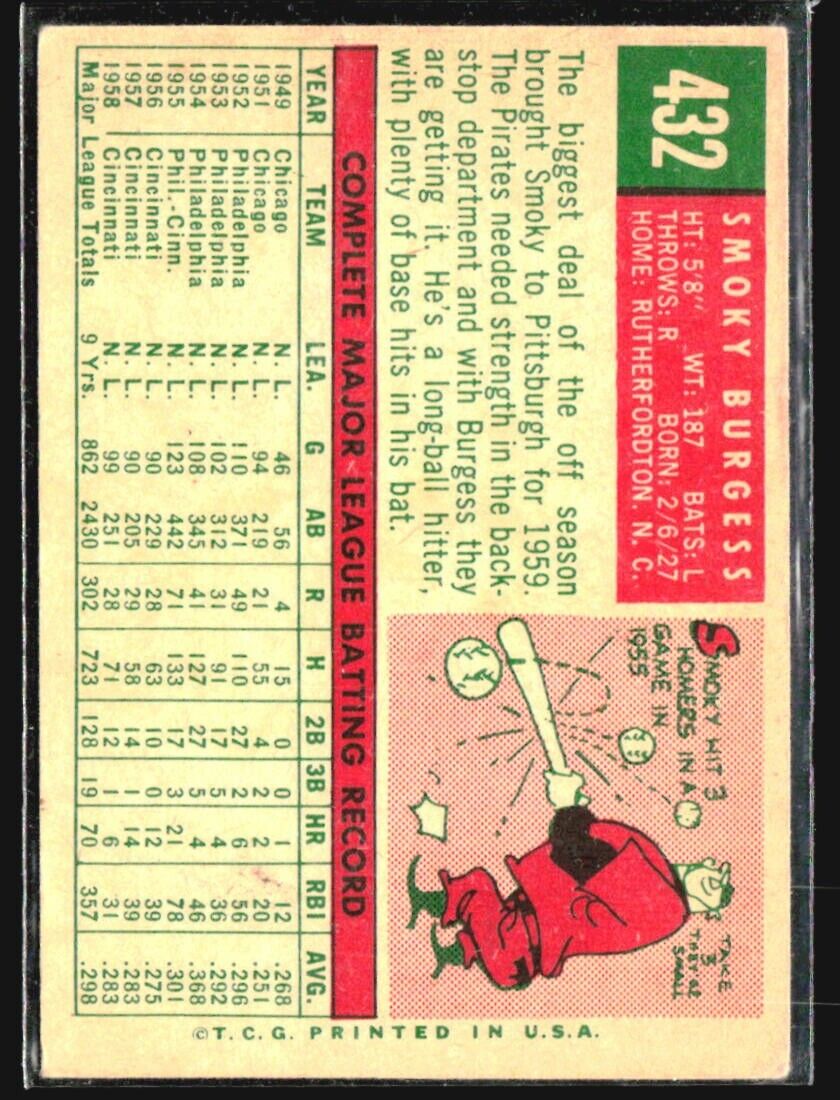 432
SMOKY BURGESS
HT: 5'8" WT: 187 BATS: L
THROWS: R BORN: 2/6/27
HOME: RUTHERFORDTON, N. C.
The biggest deal of the off season
brought Smoky to Pittsburgh for 1959.
The Pirates needed strength in the back-
stop department and with Burgess they
are getting it. He's a long-ball hitter,
with plenty of base hits in his bat.
SMOKY HIT 3
HOMERS IN A
GAME IN
1955
TAKE
3
SMALL
COMPLETE MAJOR LEAGUE BATTING RECORD
YEAR TEAM LEA. G AB R H 2B 3B HR RBI AVG.
1949 Chicago N. L. 46 56 4 15 0 0 1 12 .268
1951 Chicago N. L. 94 219 21 55 4 2 2 20 .251
1952 Philadelphia N. L. 110 371 49 110 27 2 6 56 .296
1953 Philadelphia N. L. 102 312 31 91 17 5 4 36 .292
1954 Philadelphia N. L. 108 345 41 127 27 5 4 46 .368
1955 Phil.-Cinn. N. L. 123 442 71 133 17 3 21 78 .301
1956 Cincinnati N. L. 90 229 28 63 10 0 12 39 .275
1957 Cincinnati N. L. 90 205 29 58 14 1 14 39 .283
1958 Cincinnati N. L. 99 251 28 71 12 1 6 31 .283
Major League Totals 9 Yrs. 862 2430 302 723 128 19 70 357 .298
© T. C. G. PRINTED IN U.S.A.